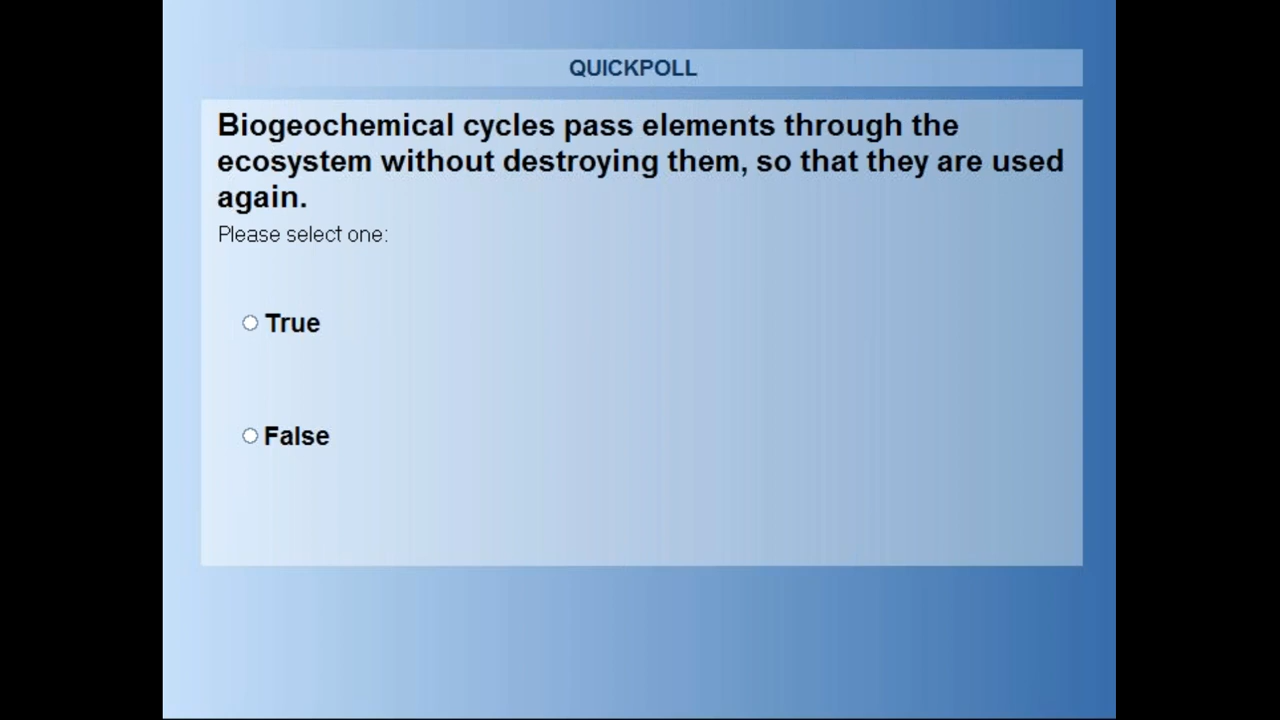 QUICKPOLL
Biogeochemical cycles pass elements through the
ecosystem without destroying them, so that they are used
again.
Please select one:
True
False